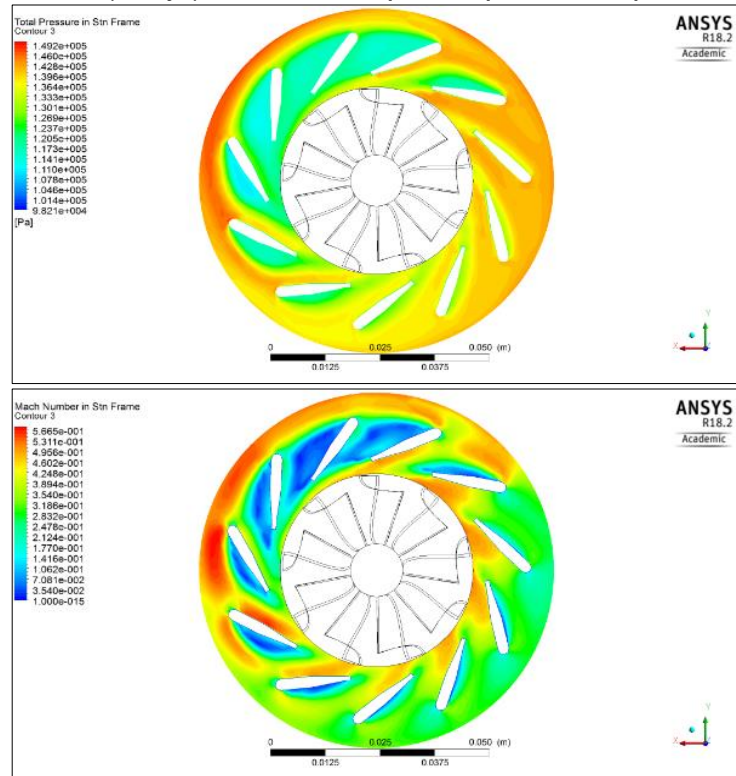 Total Pressure in Stn Frame
Contour 3
1.492e+005
1.460e+005
1.428e+005
1.396e+005
1.364e+005
1.333e+005
1.301e+005
1.269e+005
1.237e+005
1.205e+005
1.173e+005
1.141e+005
1.110e+005
1.078e+005
1.046e+005
1.014e+005
9.821e+004
[Pa]
ANSYS
R18.2
Academic
0 0.025 0.050 (m)
0.0125 0.0375
Y
X
Mach Number in Stn Frame
Contour 3
5.665e-001
5.311e-001
4.956e-001
4.602e-001
4.248e-001
3.894e-001
3.540e-001
3.186e-001
2.832e-001
2.478e-001
2.124e-001
1.770e-001
1.416e-001
1.062e-001
7.081e-002
3.540e-002
1.000e-015
ANSYS
R18.2
Academic
0 0.025 0.050 (m)
0.0125 0.0375
Y
X